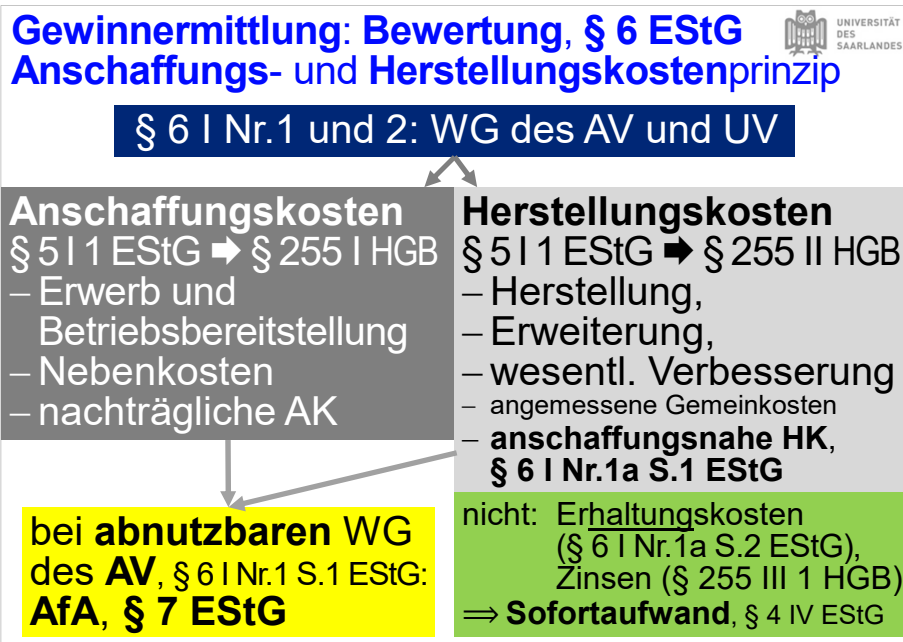 Gewinnermittlung: Bewertung, § 6 EStG
Anschaffungs- und Herstellungskostenprinzip
UNIVERSITÄT
DES
SAARLANDES
§ 6 I Nr.1 und 2: WG des AV und UV
Anschaffungskosten
§ 5 I 1 EStG ➡ § 255 I HGB
– Erwerb und
Betriebsbereitstellung
– Nebenkosten
– nachträgliche AK
Herstellungskosten
§ 5 I 1 EStG ➡ § 255 II HGB
– Herstellung,
– Erweiterung,
– wesentl. Verbesserung
– angemessene Gemeinkosten
– anschaffungsnahe HK,
§ 6 I Nr.1a S.1 EStG
bei abnutzbaren WG
des AV, § 6 I Nr.1 S.1 EStG:
AfA, § 7 EStG
nicht: Erhaltungskosten
(§ 6 I Nr.1a S.2 EStG),
Zinsen (§ 255 III 1 HGB)
⟹ Sofortaufwand, § 4 IV EStG